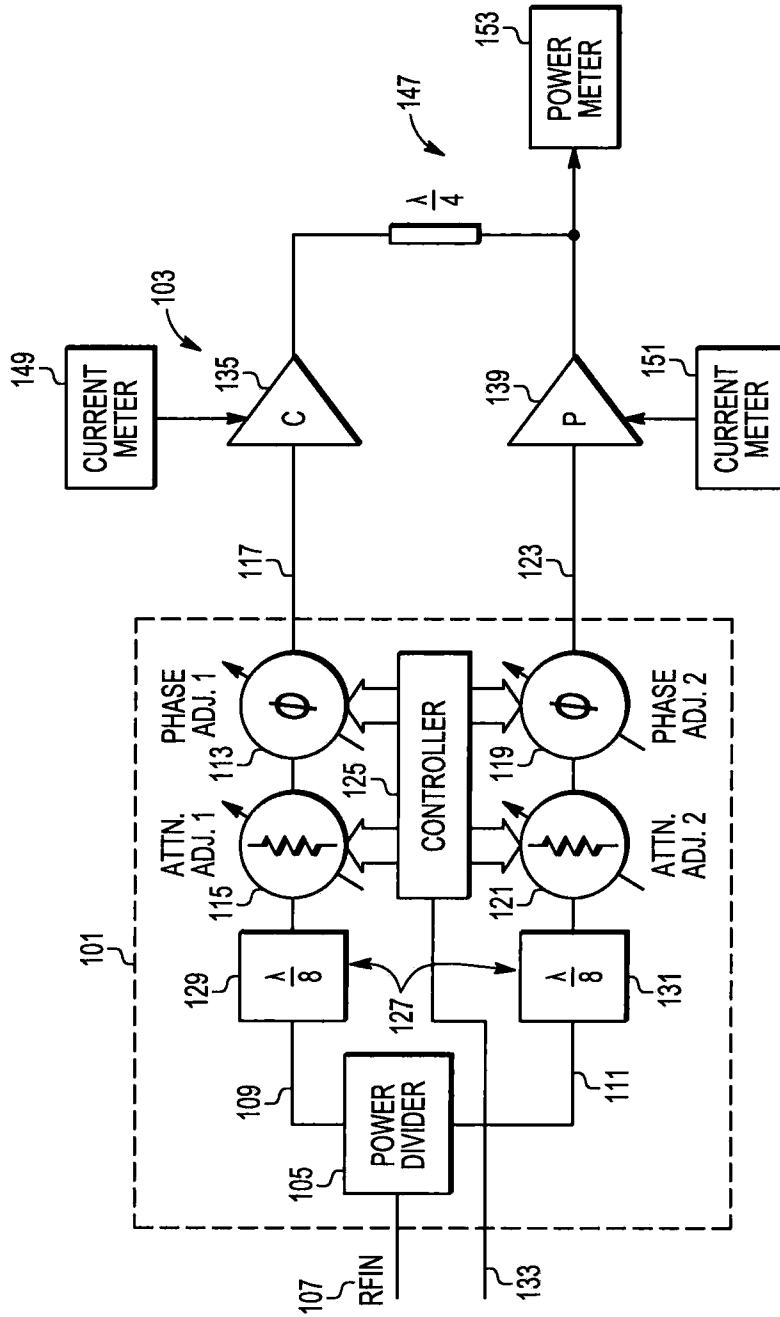 101
103
149
CURRENT
METER
135
C
117
147
λ
4
153
POWER
METER
PHASE
ADJ. 1
ϕ
113
ATTN.
ADJ. 1
115
129
λ
8
127
109
125
CONTROLLER
105
POWER
DIVIDER
107
RFIN
133
111
λ
8
131
121
ATTN.
ADJ. 2
119
ϕ
PHASE
ADJ. 2
123
139
P
151
CURRENT
METER